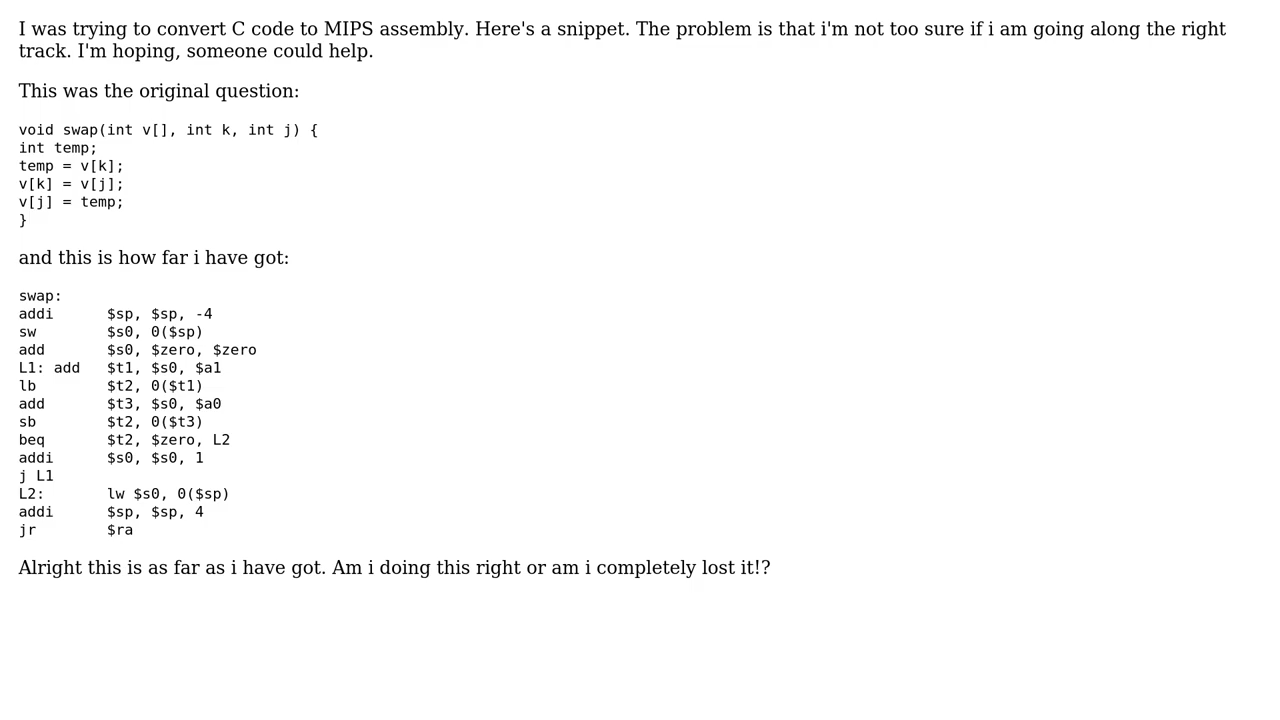 I was trying to convert C code to MIPS assembly. Here's a snippet. The problem is that i'm not too sure if i am going along the right
track. I'm hoping, someone could help.
This was the original question:
void swap(int v[], int k, int j) {
int temp;
temp = v[k];
v[k] = v[j];
v[j] = temp;
}
and this is how far i have got:
swap:
addi      $sp, $sp, -4
sw        $s0, 0($sp)
add       $s0, $zero, $zero
L1: add   $t1, $s0, $a1
lb        $t2, 0($t1)
add       $t3, $s0, $a0
sb        $t2, 0($t3)
beq       $t2, $zero, L2
addi      $s0, $s0, 1
j L1
L2:       lw $s0, 0($sp)
addi      $sp, $sp, 4
jr        $ra
Alright this is as far as i have got. Am i doing this right or am i completely lost it!?